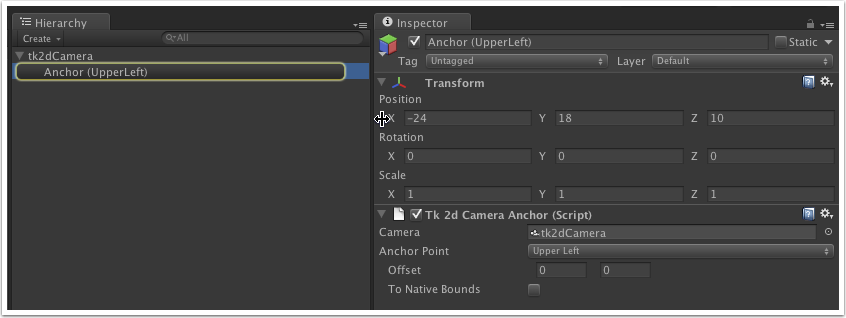 Hierarchy
Create
All
tk2dCamera
Anchor (UpperLeft)
Inspector
Anchor (UpperLeft)
Static
Tag
Untagged
Layer
Default
Transform
Position
X
-24
Y
18
Z
10
Rotation
X
0
Y
0
Z
0
Scale
X
1
Y
1
Z
1
Tk 2d Camera Anchor (Script)
Camera
tk2dCamera
Anchor Point
Upper Left
Offset
0
0
To Native Bounds